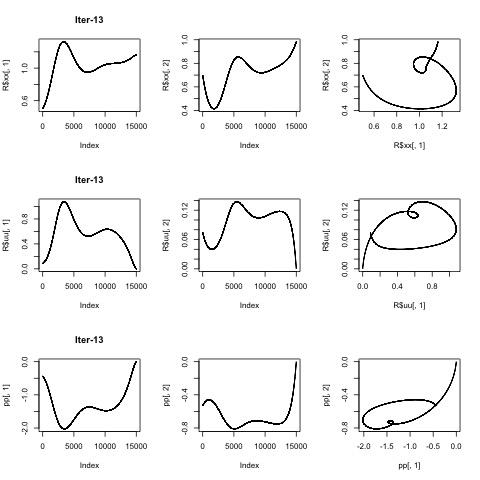 Iter-13
R$xx[, 1]
0.6 1.0
0 5000 10000 15000
Index
R$xx[, 2]
0.4 0.6 0.8 1.0
0 5000 10000 15000
Index
R$xx[, 2]
0.4 0.6 0.8 1.0
0.6 0.8 1.0 1.2
R$xx[, 1]
Iter-13
R$uu[, 1]
0.0 0.4 0.8
0 5000 10000 15000
Index
R$uu[, 2]
0.00 0.06 0.12
0 5000 10000 15000
Index
R$uu[, 2]
0.00 0.06 0.12
0.0 0.4 0.8
R$uu[, 1]
Iter-13
pp[, 1]
-2.0 -1.0 0.0
0 5000 10000 15000
Index
pp[, 2]
-0.8 -0.4 0.0
0 5000 10000 15000
Index
pp[, 2]
-0.8 -0.4 0.0
-2.0 -1.5 -1.0 -0.5 0.0
pp[, 1]